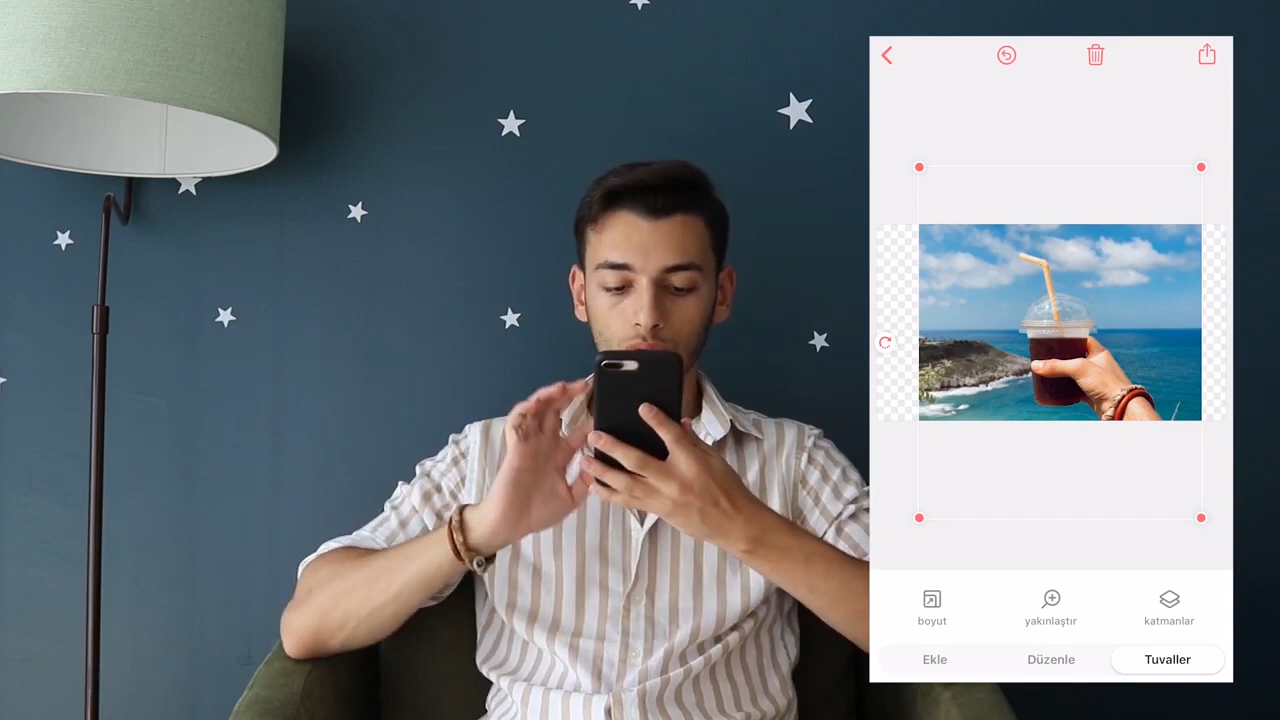 boyut
yakınlaştır
katmanlar
Ekle
Düzenle
Tuvaller